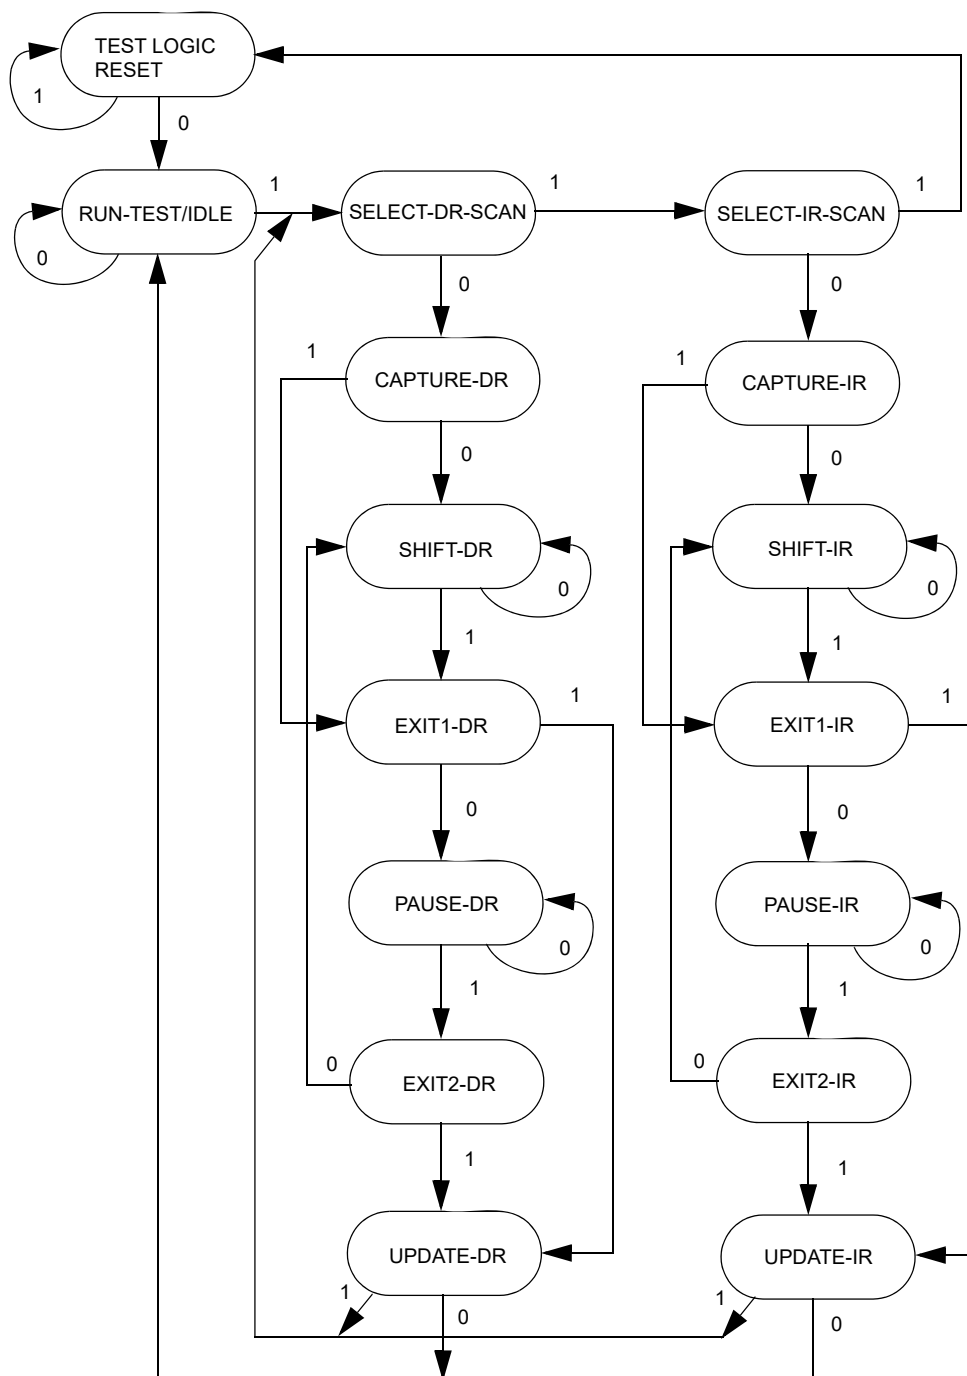 TEST LOGIC
RESET
1
0
RUN-TEST/IDLE
1
0
SELECT-DR-SCAN
1
SELECT-IR-SCAN
1
0
0
1
CAPTURE-DR
1
CAPTURE-IR
0
0
SHIFT-DR
0
SHIFT-IR
0
1
1
EXIT1-DR
1
EXIT1-IR
1
0
0
PAUSE-DR
0
PAUSE-IR
0
1
1
0
EXIT2-DR
0
EXIT2-IR
1
1
UPDATE-DR
UPDATE-IR
1
0
1
0